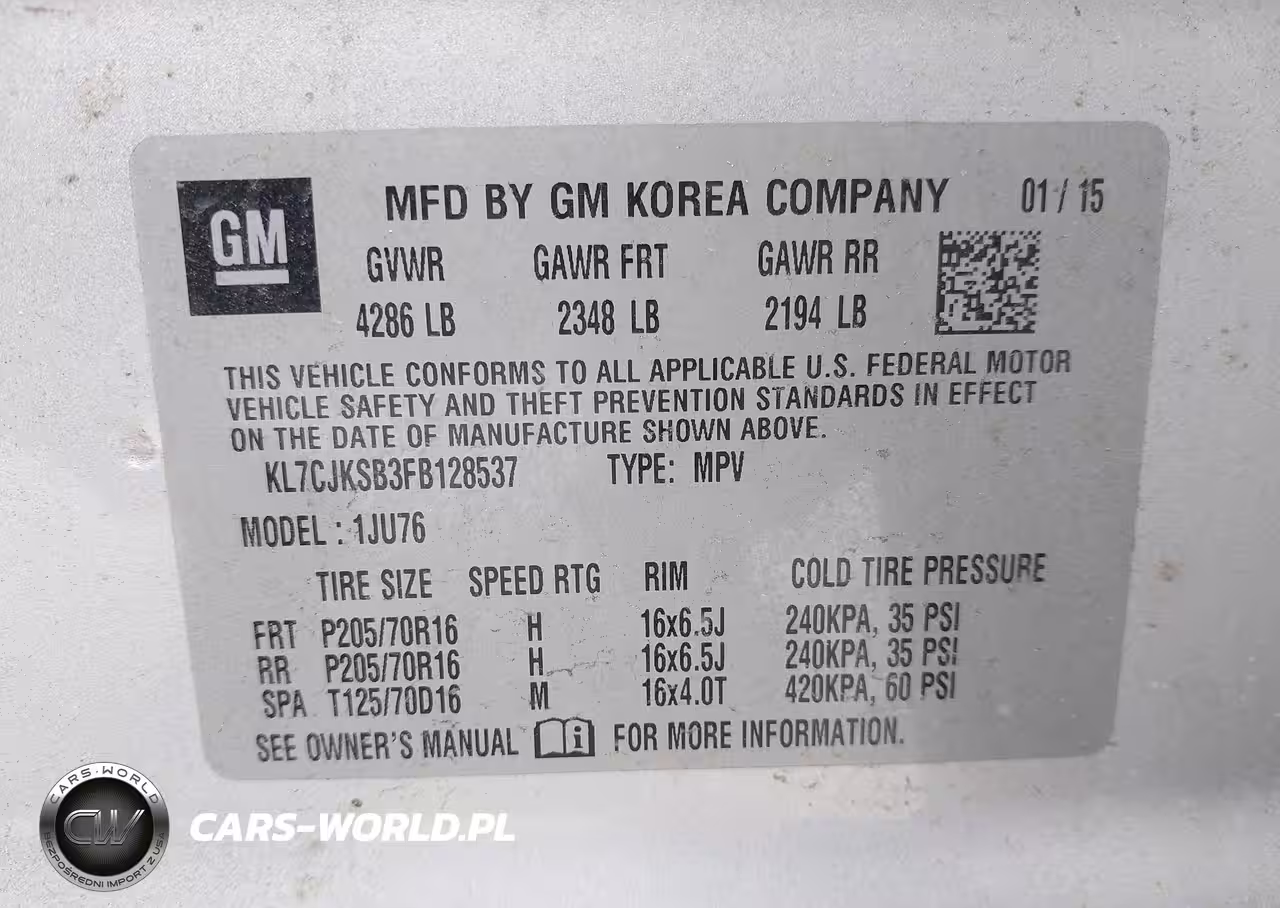 GM
MFD BY GM KOREA COMPANY 01 / 15
GVWR GAWR FRT GAWR RR
4286 LB 2348 LB 2194 LB
THIS VEHICLE CONFORMS TO ALL APPLICABLE U.S. FEDERAL MOTOR
VEHICLE SAFETY AND THEFT PREVENTION STANDARDS IN EFFECT
ON THE DATE OF MANUFACTURE SHOWN ABOVE.
KL7CJKSB3FB128537 TYPE: MPV
MODEL : 1JU76
TIRE SIZE SPEED RTG RIM COLD TIRE PRESSURE
FRT P205/70R16 H 16x6.5J 240KPA, 35 PSI
RR P205/70R16 H 16x6.5J 240KPA, 35 PSI
SPA T125/70D16 M 16x4.0T 420KPA, 60 PSI
SEE OWNER'S MANUAL i FOR MORE INFORMATION.
CARS-WORLD
CW
BEZPOŚREDNI IMPORT Z USA
CARS-WORLD.PL